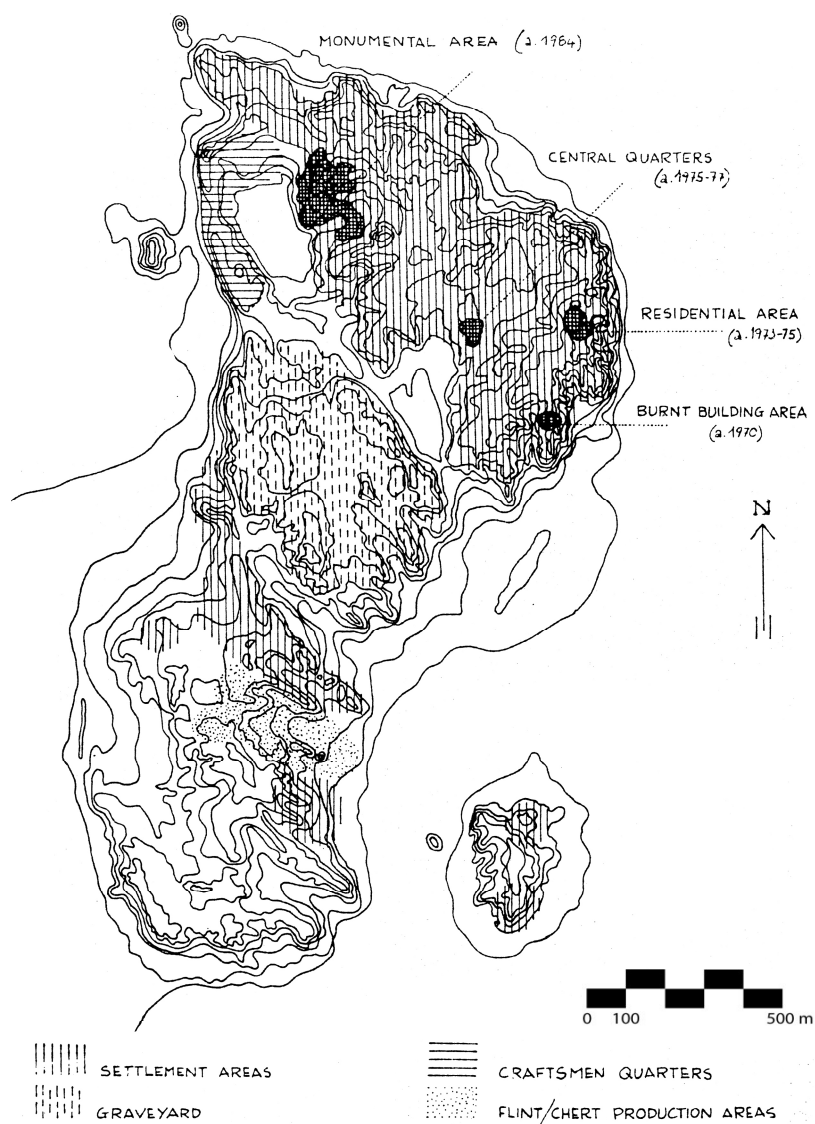 MONUMENTAL AREA (a.1984)
CENTRAL QUARTERS
(a.1975-77)
RESIDENTIAL AREA
(a.1973-75)
BURNT BUILDING AREA
(a.1970)
N
0 100 500 m
SETTLEMENT AREAS
GRAVEYARD
CRAFTSMEN QUARTERS
FLINT/CHERT PRODUCTION AREAS